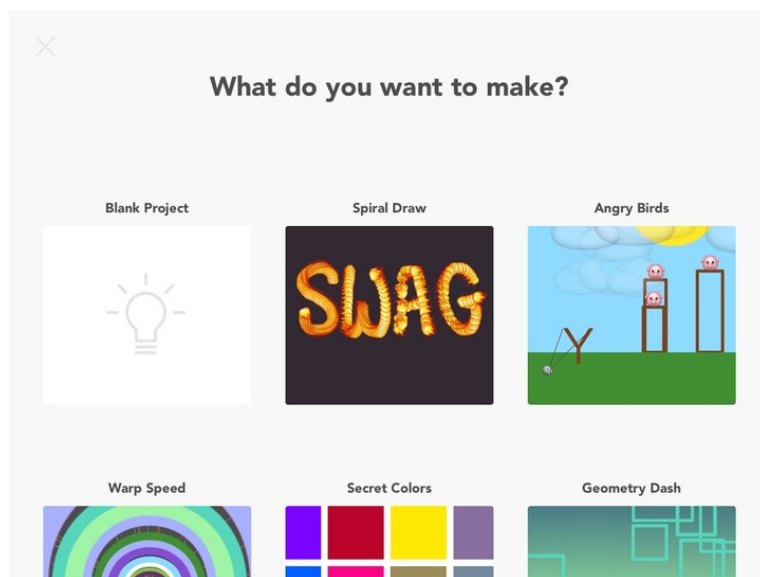 What do you want to make?
Blank Project
Spiral Draw
Angry Birds
SWAG
Warp Speed
Secret Colors
Geometry Dash